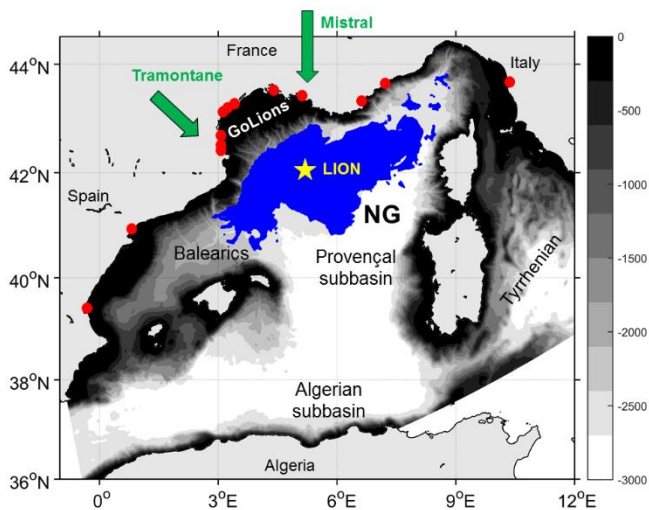 Mistral
France
44°N
Italy
0
Tramontane
GoLions
-500
42°N
LION
-1000
Spain
NG
Balearics
Provençal
subbasin
-1500
40°N
Tyrrhenian
-2000
38°N
Algerian
subbasin
-2500
Algeria
36°N
-3000
0°
3°E
6°E
9°E
12°E